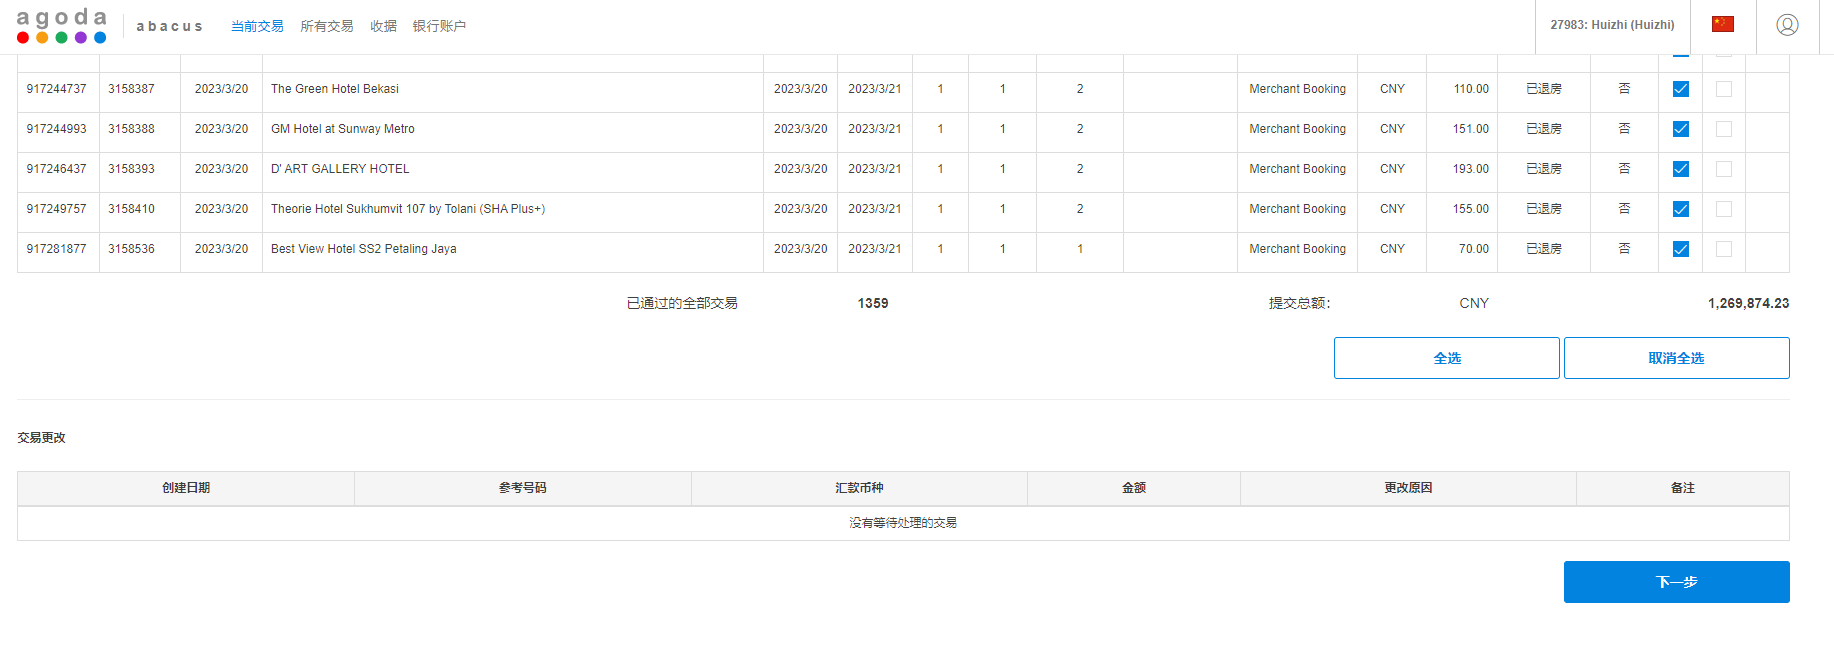 agoda abacus 当前交易 所有交易 收据 银行账户 27983: Huizhi (Huizhi)
917244737 3158387 2023/3/20 The Green Hotel Bekasi 2023/3/20 2023/3/21 1 1 2 Merchant Booking CNY 110.00 已退房 否
917244993 3158388 2023/3/20 GM Hotel at Sunway Metro 2023/3/20 2023/3/21 1 1 2 Merchant Booking CNY 151.00 已退房 否
917246437 3158393 2023/3/20 D' ART GALLERY HOTEL 2023/3/20 2023/3/21 1 1 2 Merchant Booking CNY 193.00 已退房 否
917249757 3158410 2023/3/20 Theorie Hotel Sukhumvit 107 by Tolani (SHA Plus+) 2023/3/20 2023/3/21 1 1 2 Merchant Booking CNY 155.00 已退房 否
917281877 3158536 2023/3/20 Best View Hotel SS2 Petaling Jaya 2023/3/20 2023/3/21 1 1 1 Merchant Booking CNY 70.00 已退房 否
已通过的全部交易 1359 提交总额: CNY 1,269,874.23
全选 取消全选
交易更改
创建日期 参考号码 汇款币种 金额 更改原因 备注
没有等待处理的交易
下一步